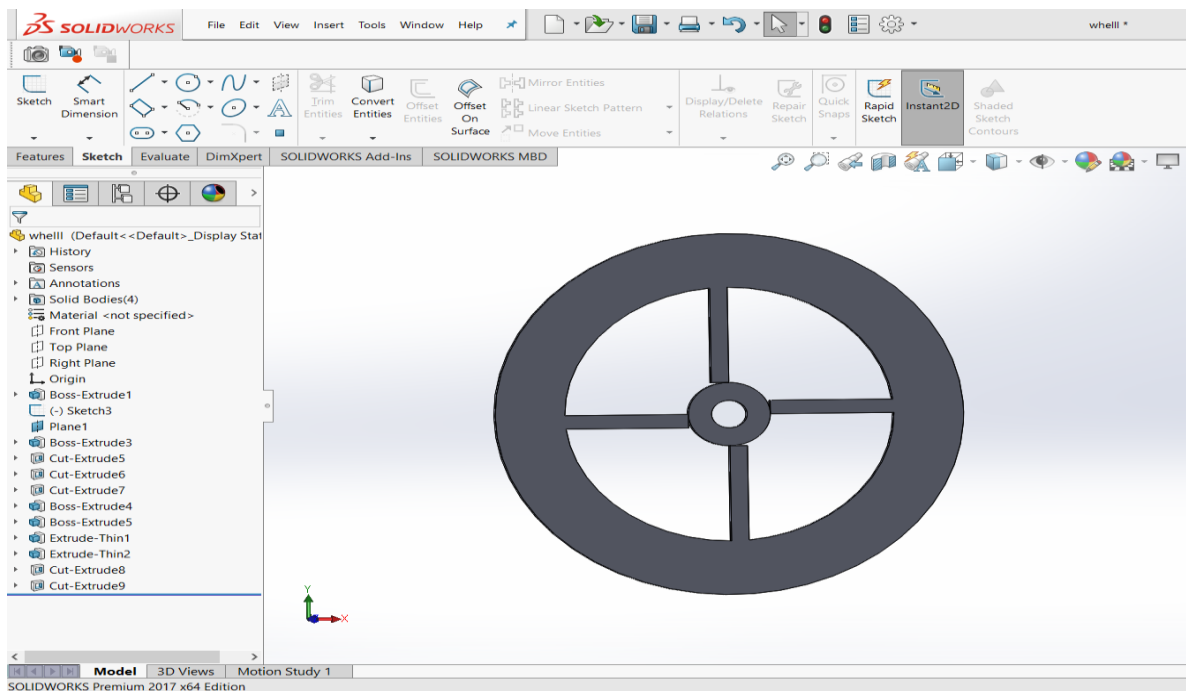 SOLIDWORKS File Edit View Insert Tools Window Help whelll *
Sketch Smart Dimension Trim Entities Convert Entities Offset Entities Offset On Surface Mirror Entities Linear Sketch Pattern Move Entities Display/Delete Relations Repair Sketch Quick Snaps Rapid Sketch Instant2D Shaded Sketch Contours
Features Sketch Evaluate DimXpert SOLIDWORKS Add-Ins SOLIDWORKS MBD
whelll (Default<<Default>_Display Stat
History
Sensors
Annotations
Solid Bodies(4)
Material <not specified>
Front Plane
Top Plane
Right Plane
Origin
Boss-Extrude1
(-) Sketch3
Plane1
Boss-Extrude3
Cut-Extrude5
Cut-Extrude6
Cut-Extrude7
Boss-Extrude4
Boss-Extrude5
Extrude-Thin1
Extrude-Thin2
Cut-Extrude8
Cut-Extrude9
Y
X
Model 3D Views Motion Study 1
SOLIDWORKS Premium 2017 x64 Edition